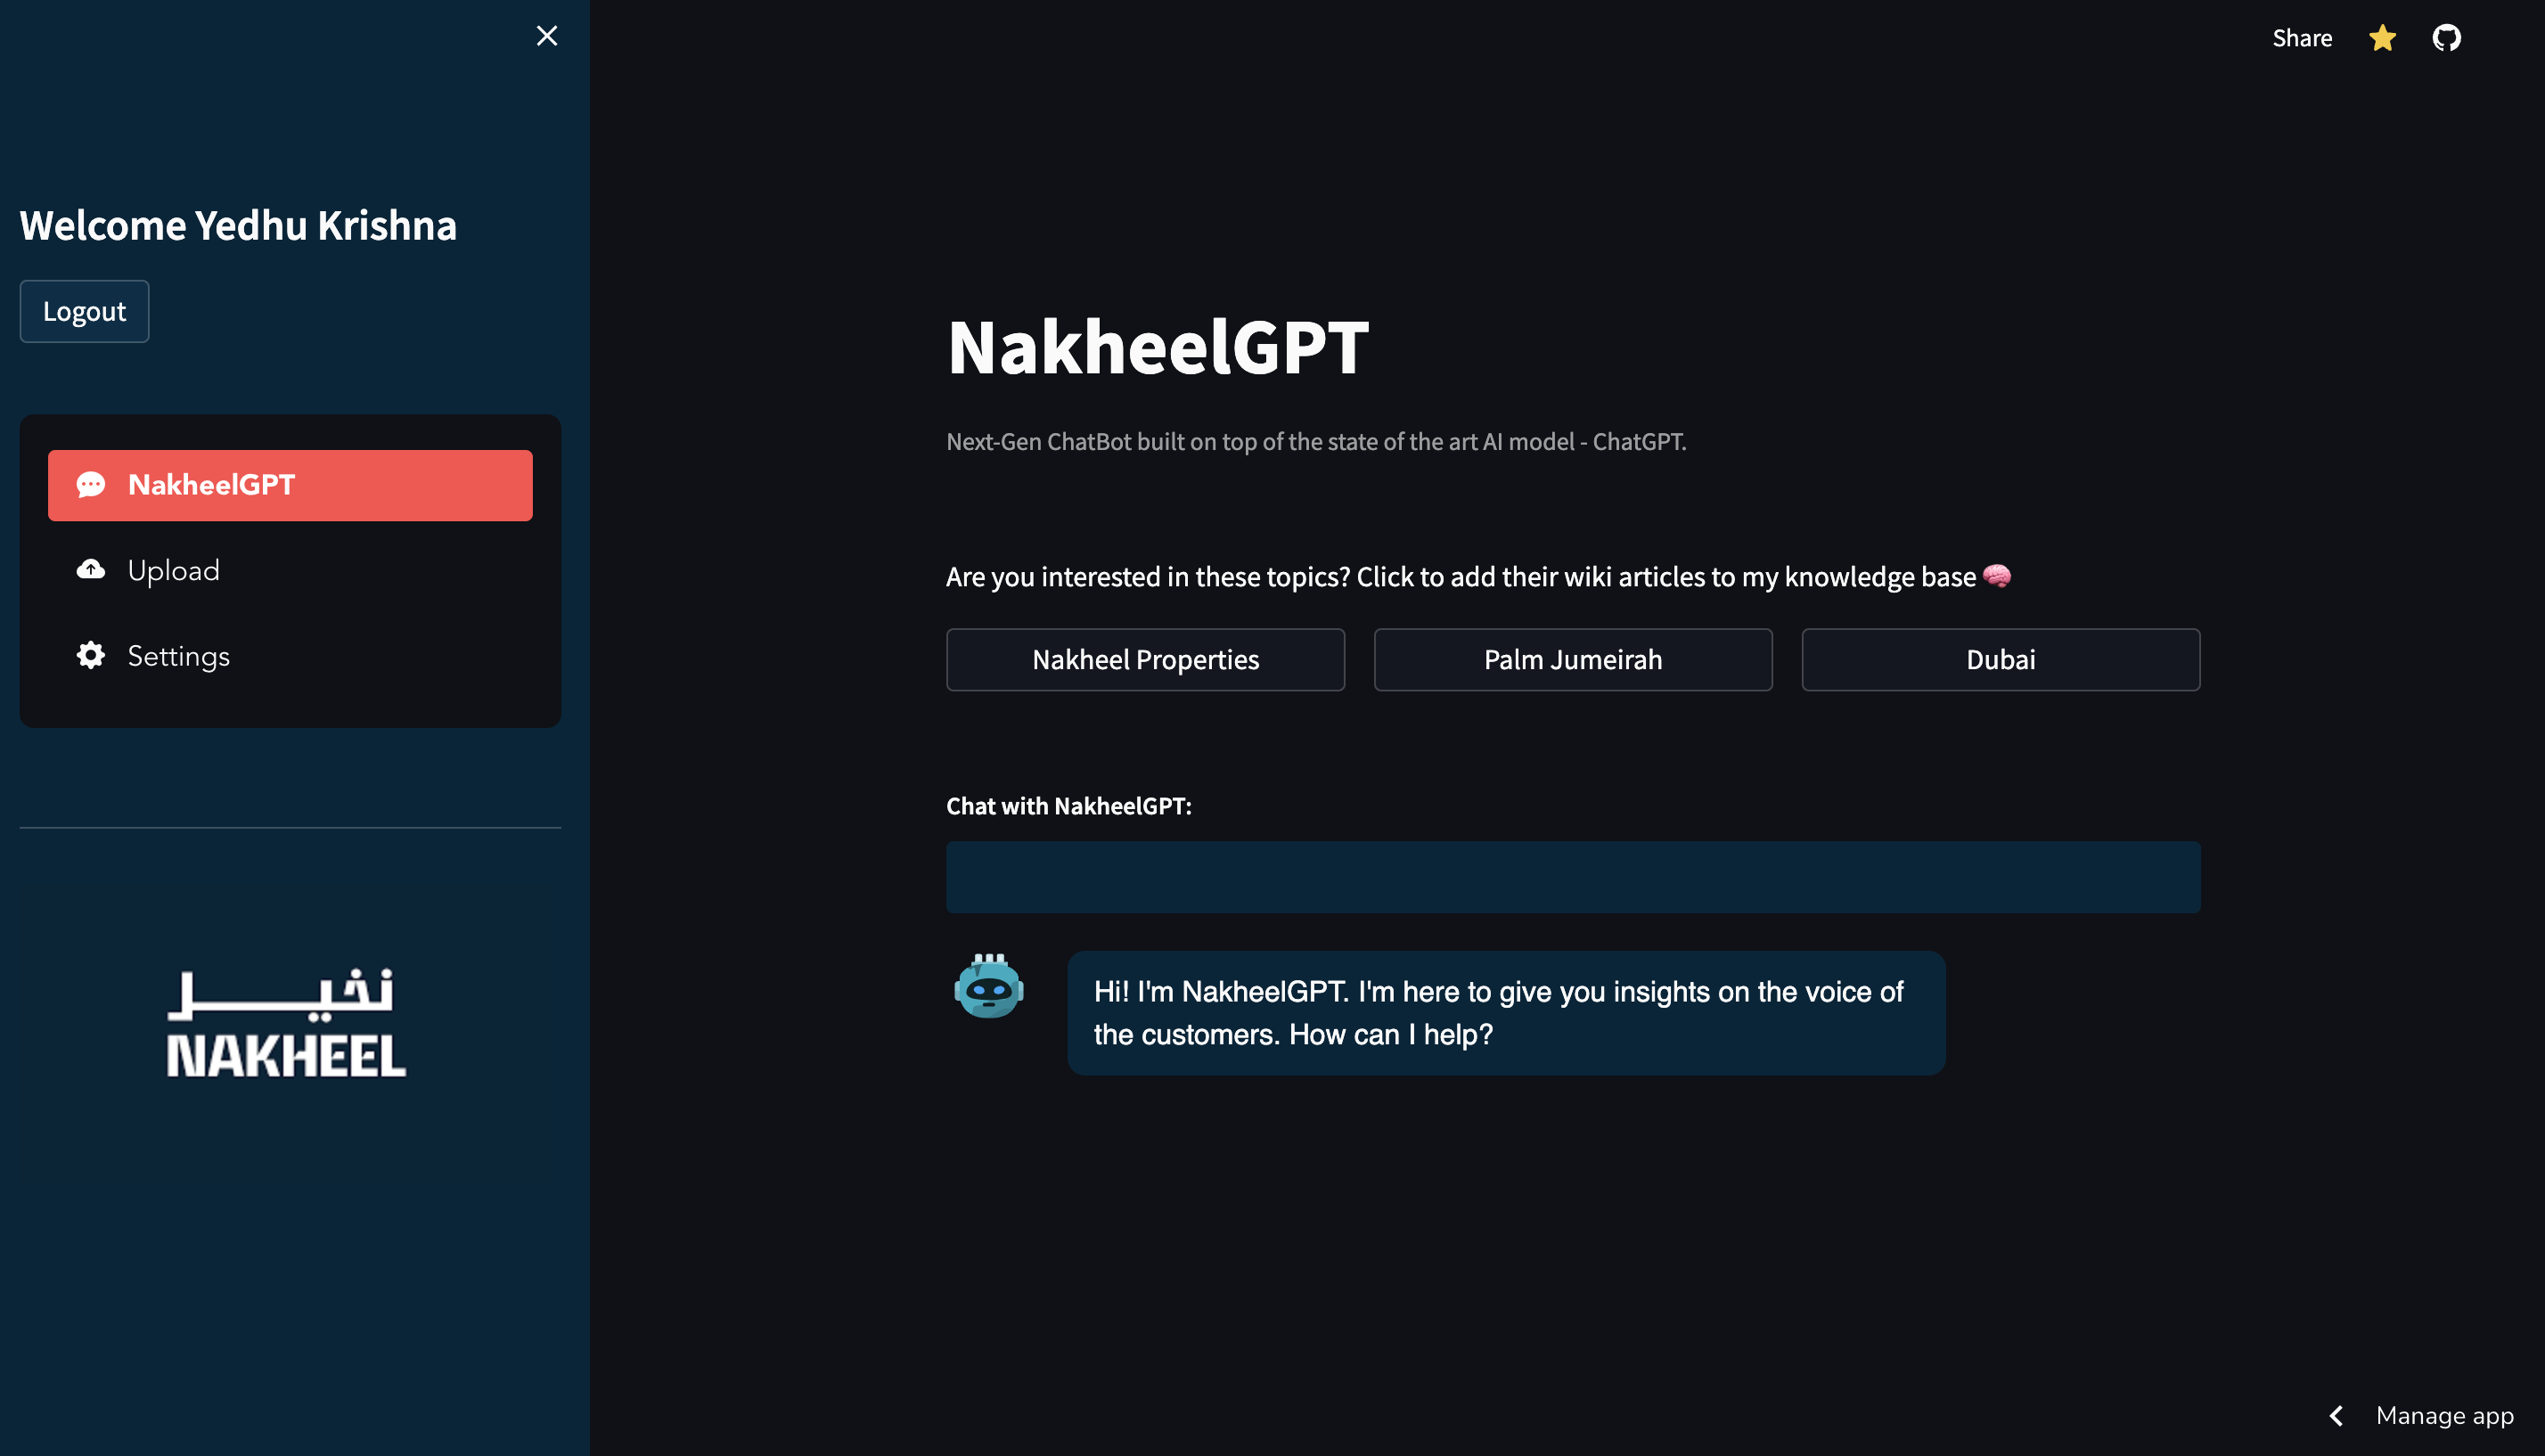 Share
Welcome Yedhu Krishna
Logout
NakheelGPT
Upload
Settings
نخيل
NAKHEEL
NakheelGPT
Next-Gen ChatBot built on top of the state of the art AI model - ChatGPT.
Are you interested in these topics? Click to add their wiki articles to my knowledge base 🧠
Nakheel Properties
Palm Jumeirah
Dubai
Chat with NakheelGPT:
Hi! I'm NakheelGPT. I'm here to give you insights on the voice of
the customers. How can I help?
Manage app